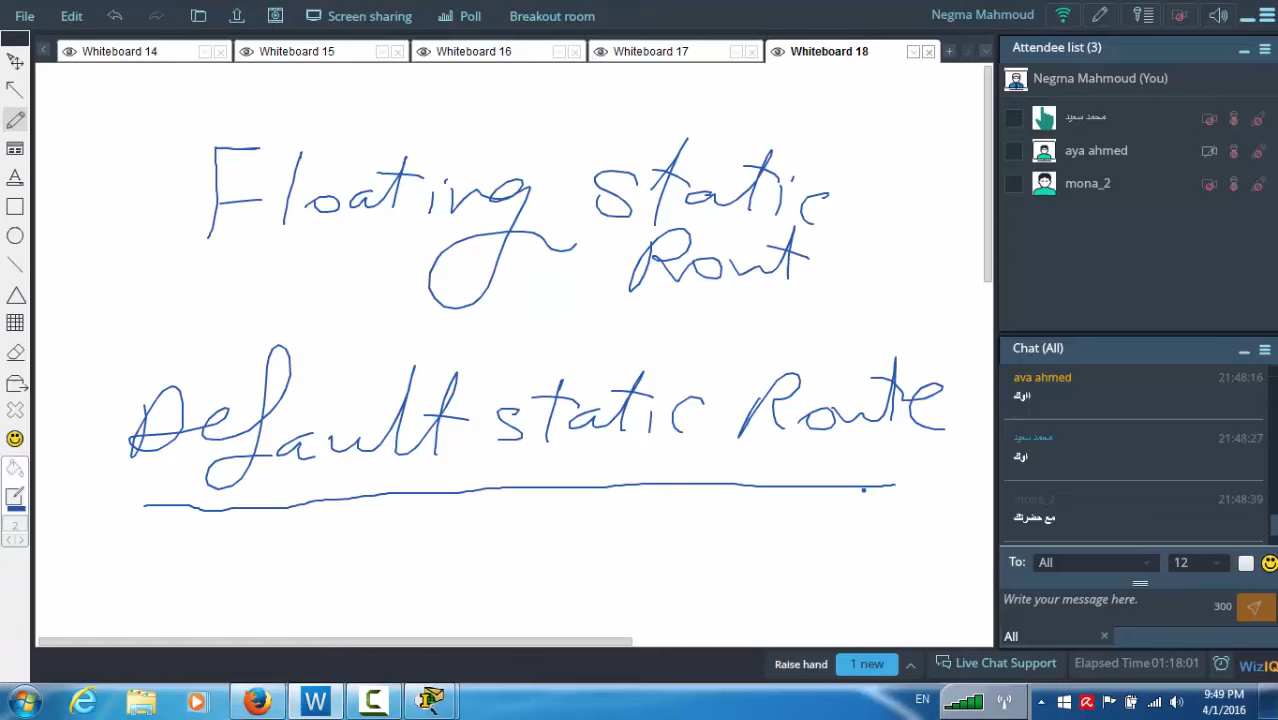 File Edit Screen sharing Poll Breakout room Negma Mahmoud
Whiteboard 14 Whiteboard 15 Whiteboard 16 Whiteboard 17 Whiteboard 18
Floating static
Rout
Default static Route
Attendee list (3)
Negma Mahmoud (You)
محمد سعيد
aya ahmed
mona_2
Chat (All)
aya ahmed 21:48:16
ااوك
محمد سعيد 21:48:27
اوك
mona_2 21:48:39
مع حضرتك
To: All 12
Write your message here. 300
All
Raise hand 1 new Live Chat Support Elapsed Time 01:18:01 WizIQ
2
EN 9:49 PM
4/1/2016